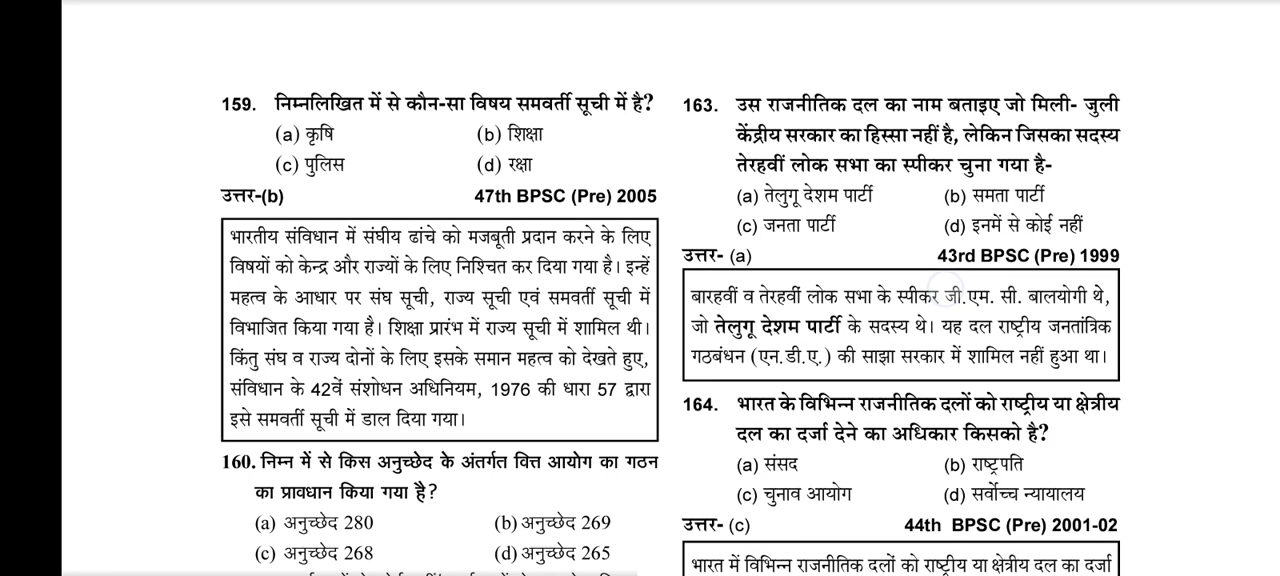 159. निम्नलिखित में से कौन-सा विषय समवर्ती सूची में है?
(a) कृषि (b) शिक्षा
(c) पुलिस (d) रक्षा
उत्तर-(b) 47th BPSC (Pre) 2005
भारतीय संविधान में संघीय ढांचे को मजबूती प्रदान करने के लिए
विषयों को केन्द्र और राज्यों के लिए निश्चित कर दिया गया है। इन्हें
महत्व के आधार पर संघ सूची, राज्य सूची एवं समवर्ती सूची में
विभाजित किया गया है। शिक्षा प्रारंभ में राज्य सूची में शामिल थी।
किंतु संघ व राज्य दोनों के लिए इसके समान महत्व को देखते हुए,
संविधान के 42वें संशोधन अधिनियम, 1976 की धारा 57 द्वारा
इसे समवर्ती सूची में डाल दिया गया।
160. निम्न में से किस अनुच्छेद के अंतर्गत वित्त आयोग का गठन
का प्रावधान किया गया है?
(a) अनुच्छेद 280 (b) अनुच्छेद 269
(c) अनुच्छेद 268 (d) अनुच्छेद 265
163. उस राजनीतिक दल का नाम बताइए जो मिली- जुली
केंद्रीय सरकार का हिस्सा नहीं है, लेकिन जिसका सदस्य
तेरहवीं लोक सभा का स्पीकर चुना गया है-
(a) तेलुगू देशम पार्टी (b) समता पार्टी
(c) जनता पार्टी (d) इनमें से कोई नहीं
उत्तर- (a) 43rd BPSC (Pre) 1999
बारहवीं व तेरहवीं लोक सभा के स्पीकर जी.एम. सी. बालयोगी थे,
जो तेलुगू देशम पार्टी के सदस्य थे। यह दल राष्ट्रीय जनतांत्रिक
गठबंधन (एन.डी.ए.) की साझा सरकार में शामिल नहीं हुआ था।
164. भारत के विभिन्न राजनीतिक दलों को राष्ट्रीय या क्षेत्रीय
दल का दर्जा देने का अधिकार किसको है?
(a) संसद (b) राष्ट्रपति
(c) चुनाव आयोग (d) सर्वोच्च न्यायालय
उत्तर- (c) 44th BPSC (Pre) 2001-02
भारत में विभिन्न राजनीतिक दलों को राष्ट्रीय या क्षेत्रीय दल का दर्जा